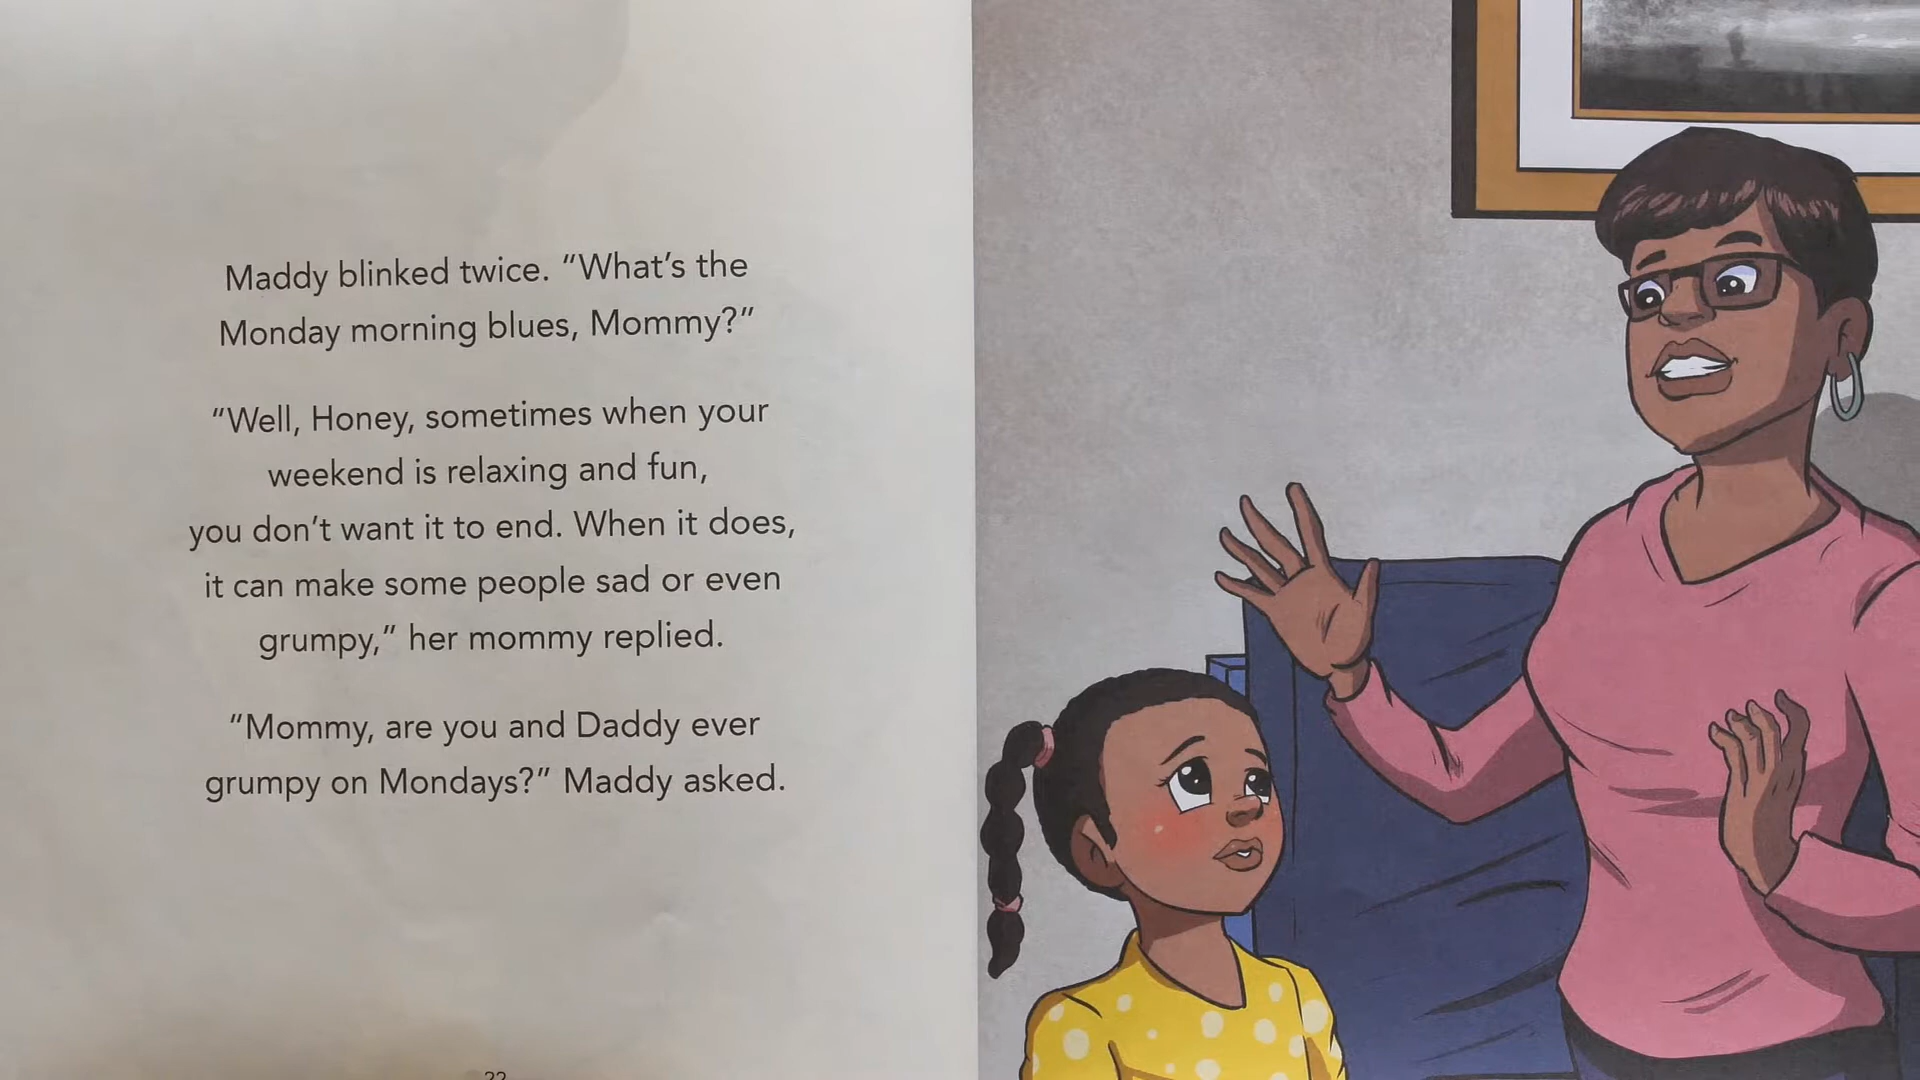 Maddy blinked twice. “What’s the
Monday morning blues, Mommy?”
“Well, Honey, sometimes when your
weekend is relaxing and fun,
you don’t want it to end. When it does,
it can make some people sad or even
grumpy,” her mommy replied.
“Mommy, are you and Daddy ever
grumpy on Mondays?” Maddy asked.
22